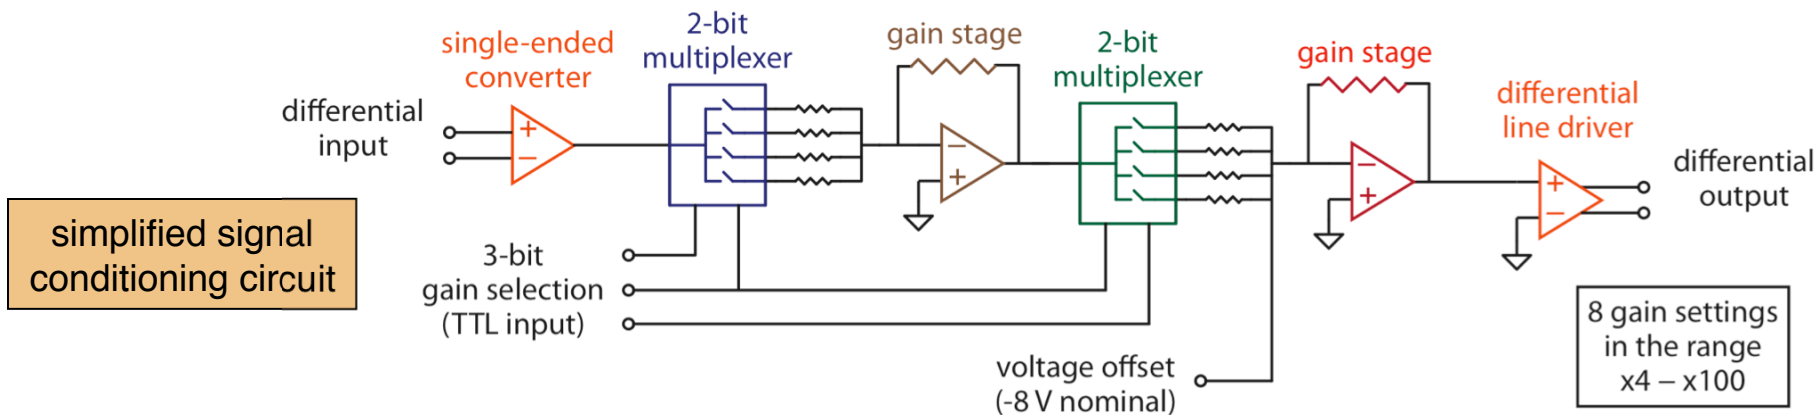 simplified signal
conditioning circuit
differential
input
single-ended
converter
+
−
2-bit
multiplexer
gain stage
−
+
2-bit
multiplexer
gain stage
−
+
differential
line driver
+
−
differential
output
3-bit
gain selection
(TTL input)
voltage offset
(-8 V nominal)
8 gain settings
in the range
x4 – x100